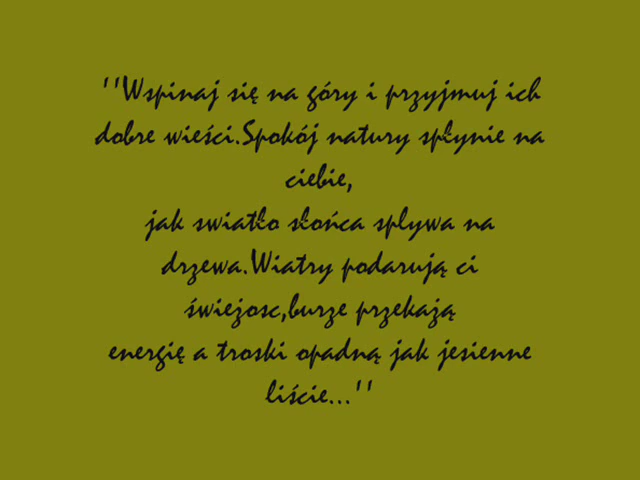 ''Wspinaj się na góry i przyjmuj ich
dobre wieści.Spokój natury spłynie na
ciebie,
jak swiatło słońca splywa na
drzewa.Wiatry podarują ci
świeżosc,burze przekażą
energię a troski opadną jak jesienne
liście...''